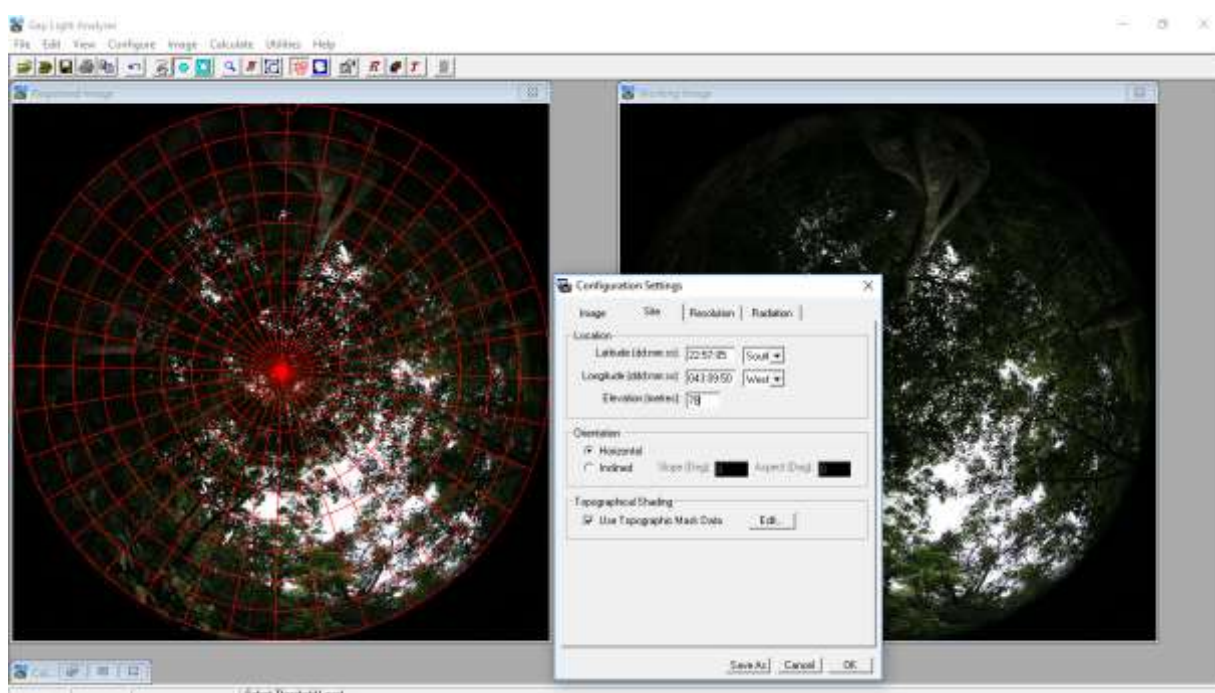 Gap Light Analyzer
File Edit View Configure Image Calculate Utilities Help
Registered Image
Working Image
Configuration Settings
Image Site Resolution Radiation
Location
Latitude (dd:mm:ss): 22:57:05 South
Longitude (ddd:mm:ss): 043:09:50 West
Elevation (metres): 78
Orientation
Horizontal
Inclined Slope (Deg): Aspect (Deg):
Topographical Shading
Use Topographic Mask Data Edit...
Save As Cancel OK